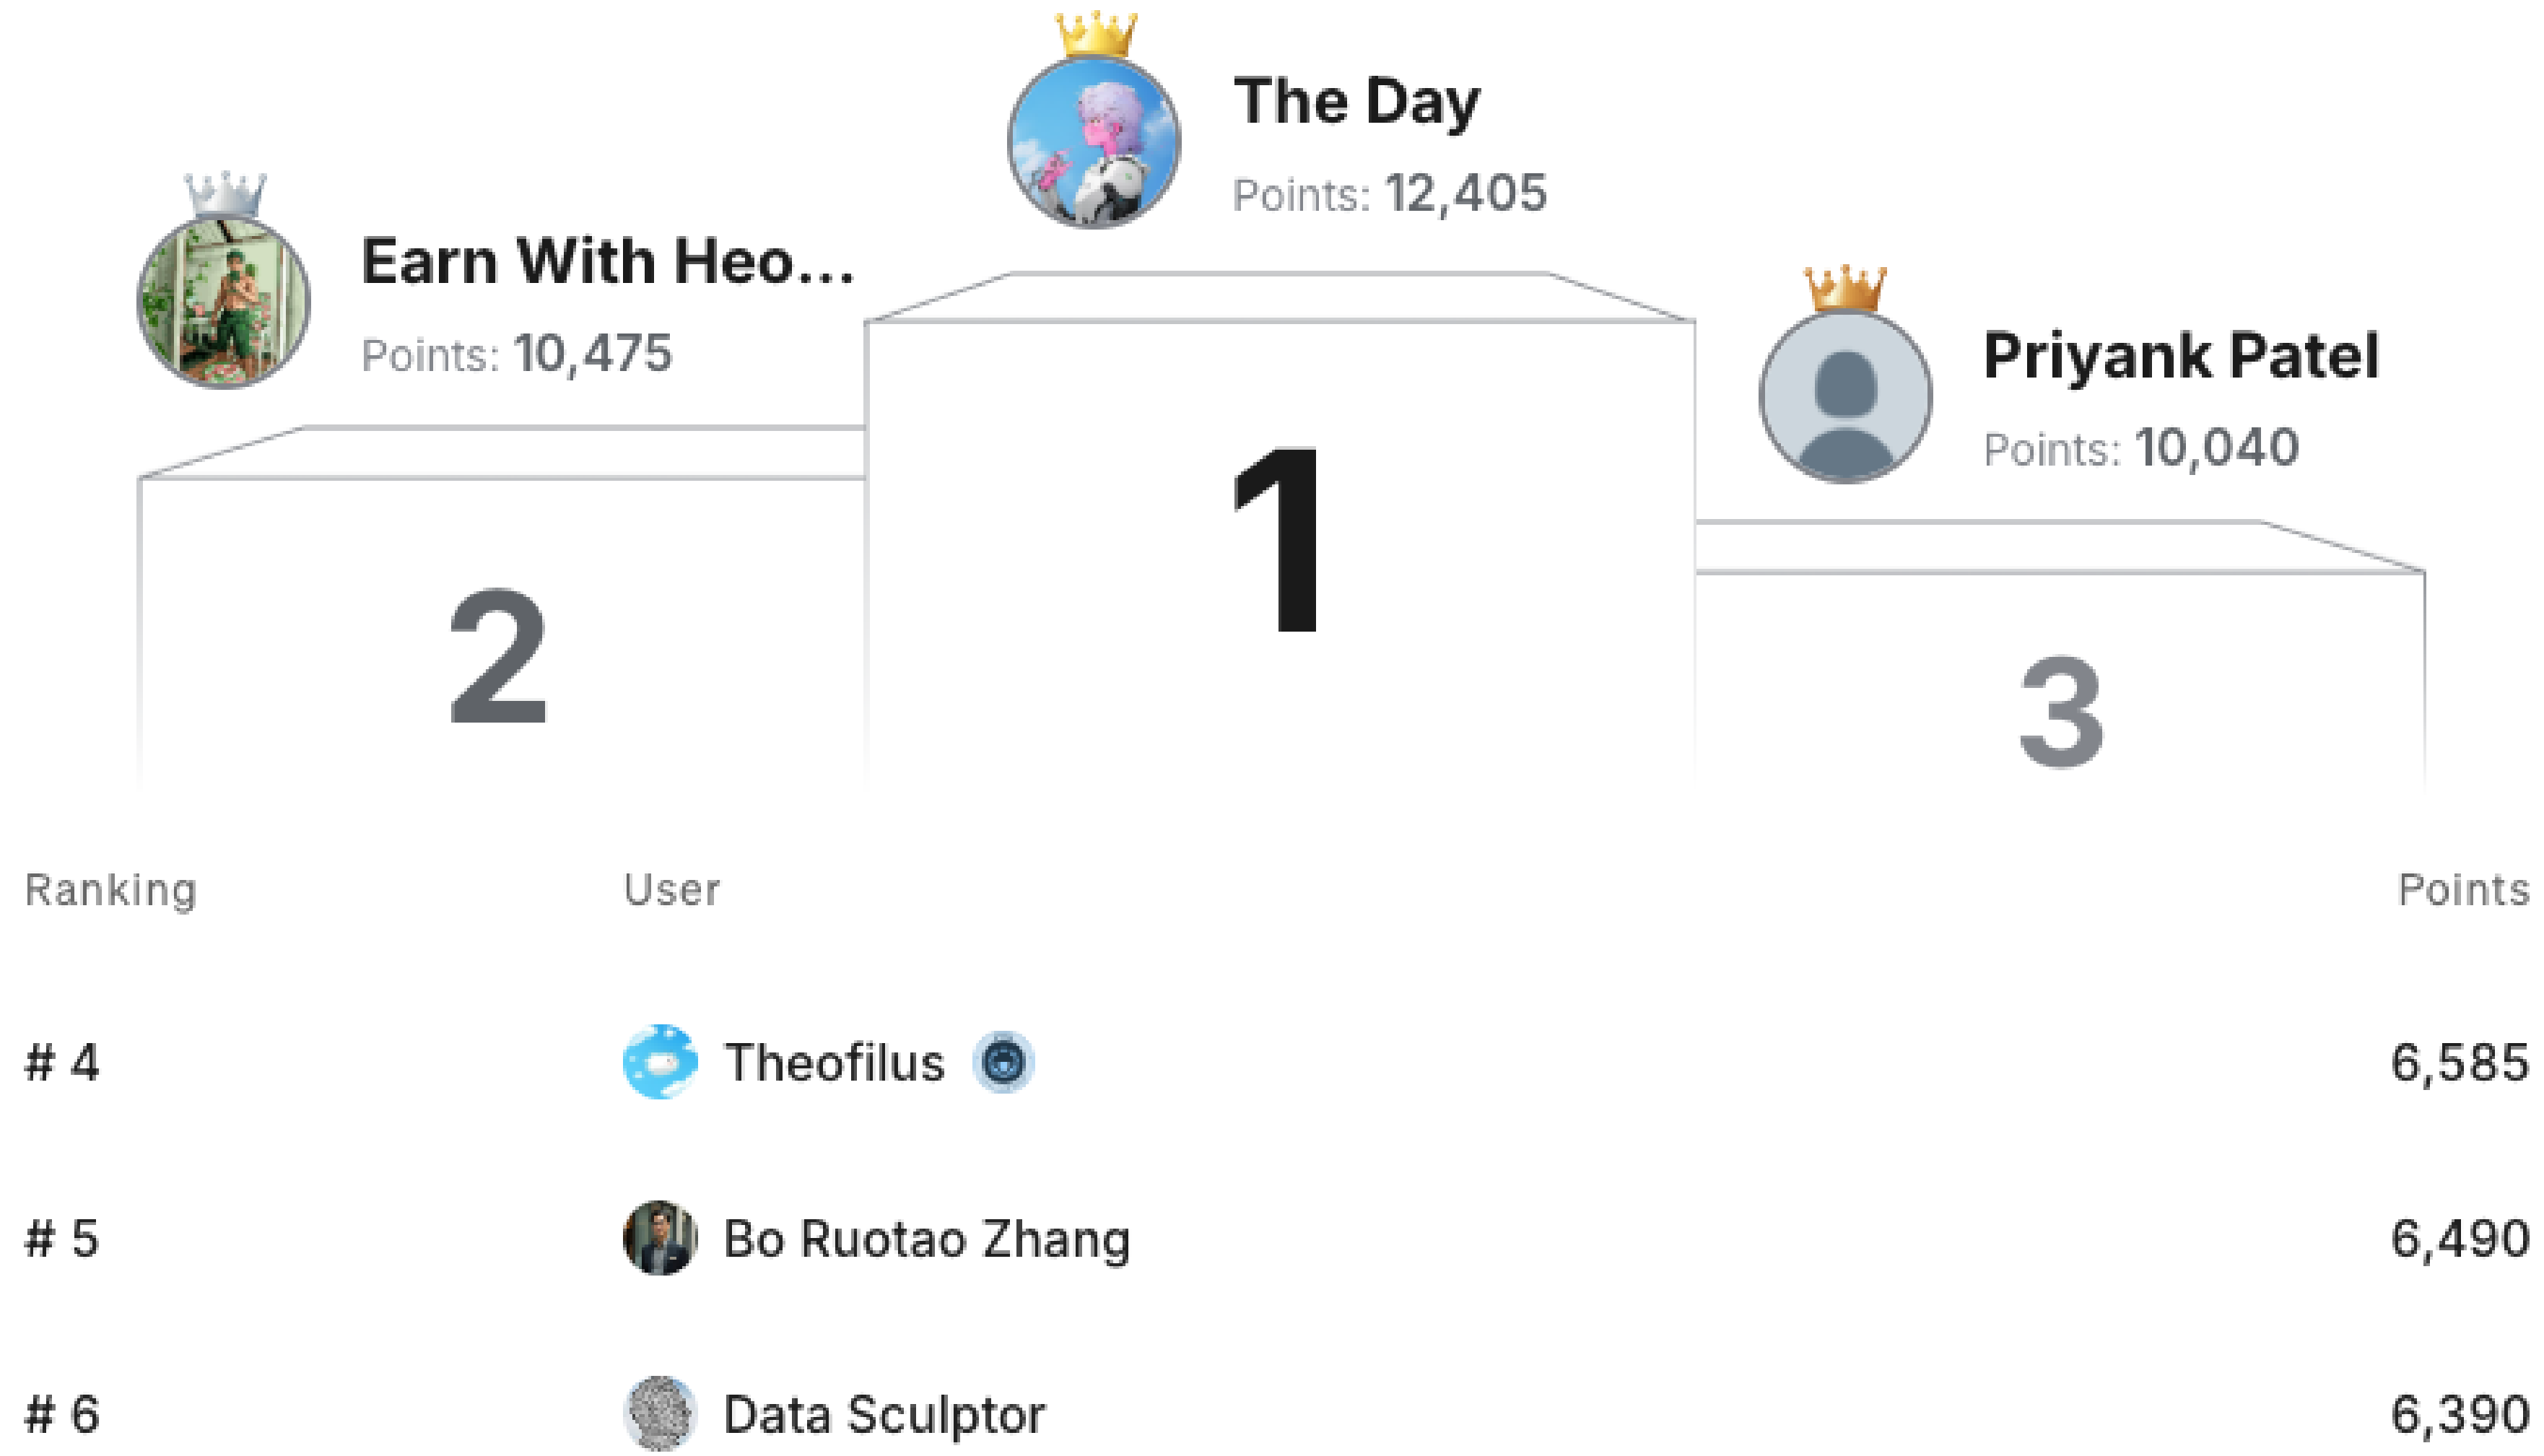 The Day
Points: 12,405
Earn With Heo...
Points: 10,475
Priyank Patel
Points: 10,040
1
2
3
Ranking User Points
# 4 Theofilus 6,585
# 5 Bo Ruotao Zhang 6,490
# 6 Data Sculptor 6,390